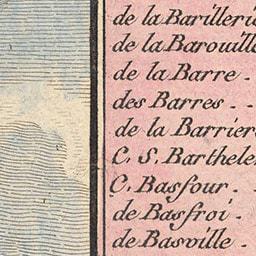 de la Barillerie
de la Barouille
de la Barre -
des Barres - -
de la Barriere
C. S. Barthele
C. Basfour - -
de Basfroi - -
de Basville -